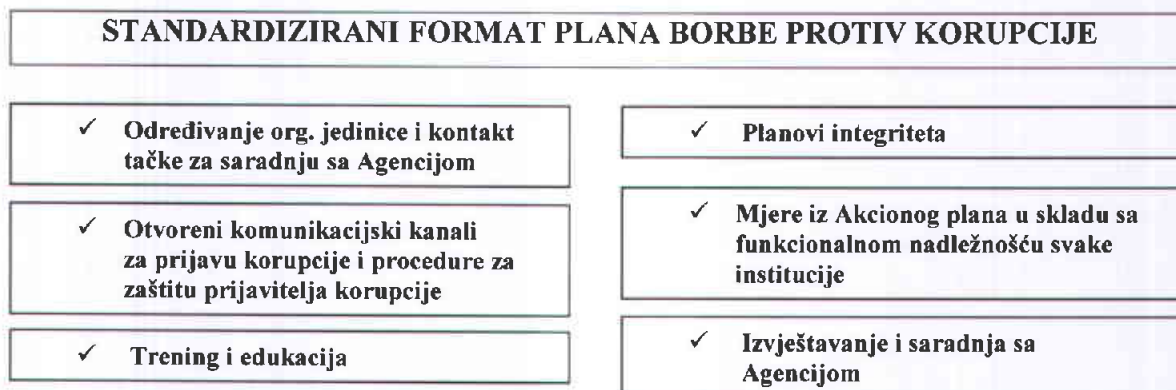 STANDARDIZIRANI FORMAT PLANA BORBE PROTIV KORUPCIJE
✓ Određivanje org. jedinice i kontakt
tačke za saradnju sa Agencijom
✓ Otvoreni komunikacijski kanali
za prijavu korupcije i procedure za
zaštitu prijavitelja korupcije
✓ Trening i edukacija
✓ Planovi integriteta
✓ Mjere iz Akcionog plana u skladu sa
funkcionalnom nadležnošću svake
institucije
✓ Izvještavanje i saradnja sa
Agencijom